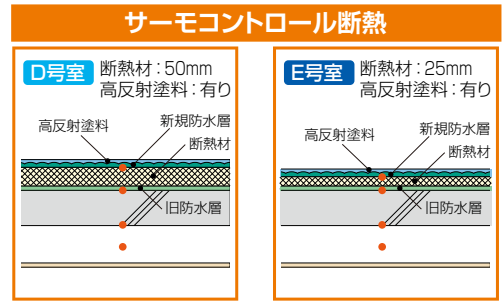 サーモコントロール断熱
D号室
断熱材：50mm
高反射塗料：有り
高反射塗料
新規防水層
断熱材
旧防水層
E号室
断熱材：25mm
高反射塗料：有り
高反射塗料
新規防水層
断熱材
旧防水層